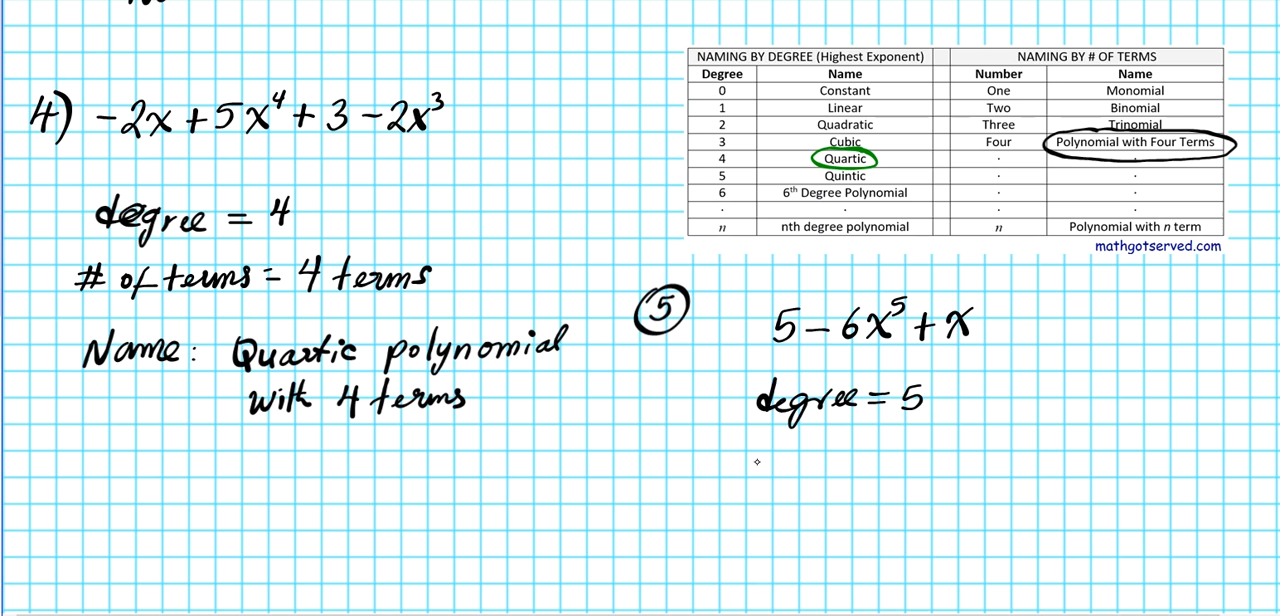 4) -2x + 5x⁴ + 3 - 2x³
degree = 4
# of terms = 4 terms
Name: Quartic polynomial
with 4 terms
NAMING BY DEGREE (Highest Exponent) NAMING BY # OF TERMS
Degree Name Number Name
0 Constant One Monomial
1 Linear Two Binomial
2 Quadratic Three Trinomial
3 Cubic Four Polynomial with Four Terms
4 Quartic . .
5 Quintic . .
6 6th Degree Polynomial . .
. . . .
n nth degree polynomial n Polynomial with n term
mathgotserved.com
5 5 - 6x⁵ + x
degree = 5